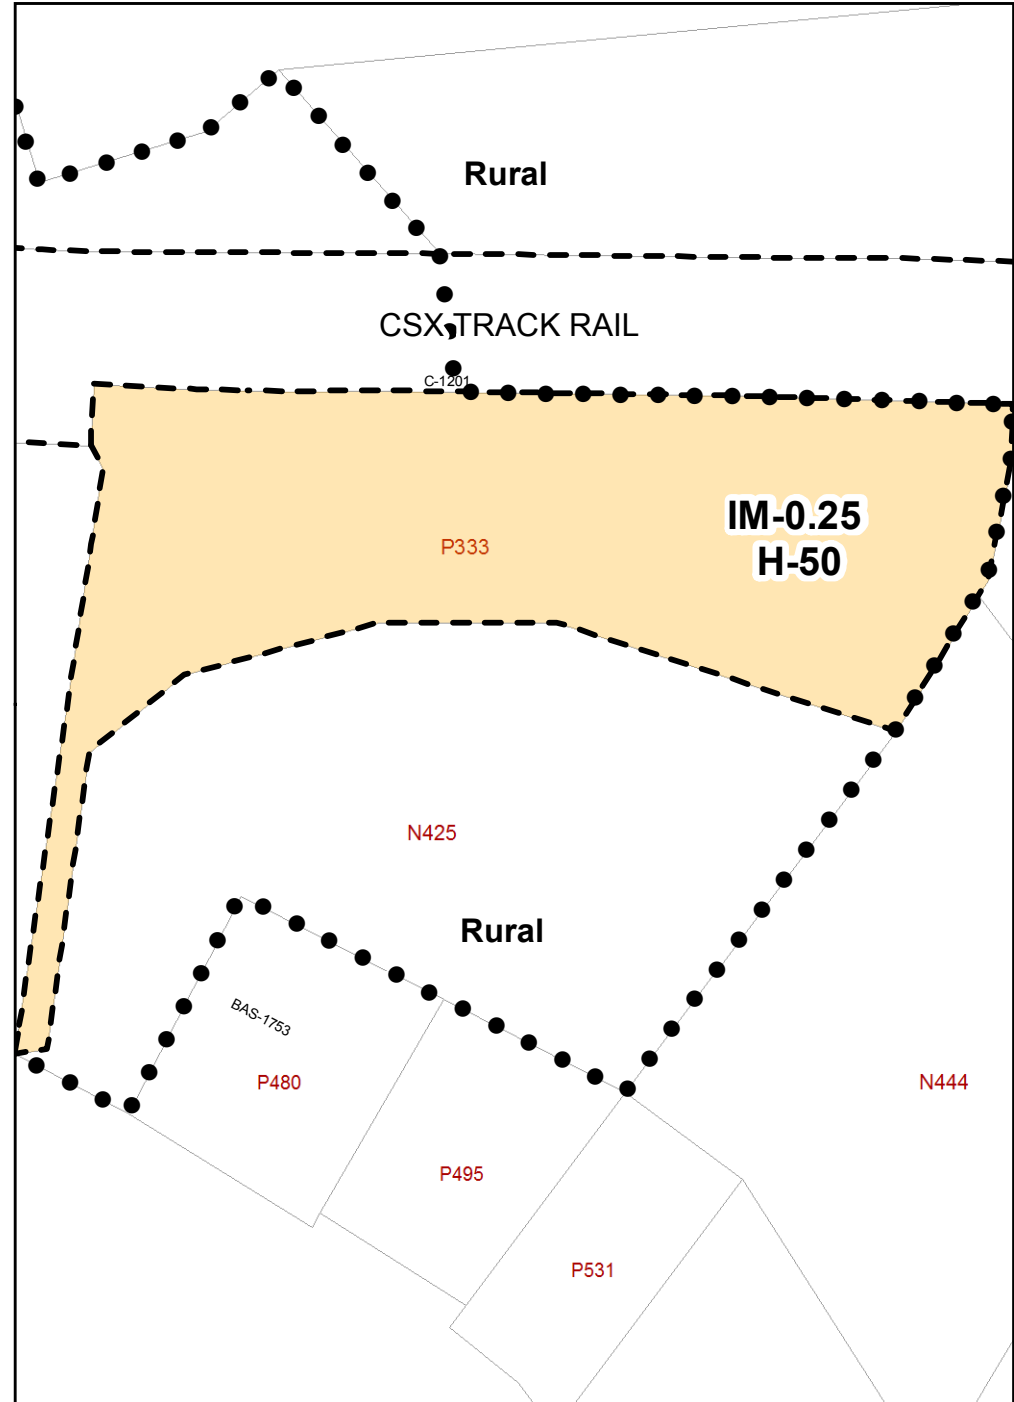 Rural
CSX TRACK RAIL
C-1201
IM-0.25
H-50
P333
N425
Rural
BAS-1753
P480
N444
P495
P531